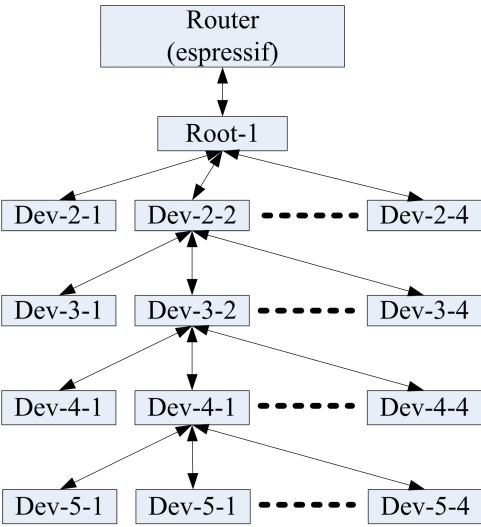 Router
(espressif)
Root-1
Dev-2-1 Dev-2-2 Dev-2-4
Dev-3-1 Dev-3-2 Dev-3-4
Dev-4-1 Dev-4-1 Dev-4-4
Dev-5-1 Dev-5-1 Dev-5-4